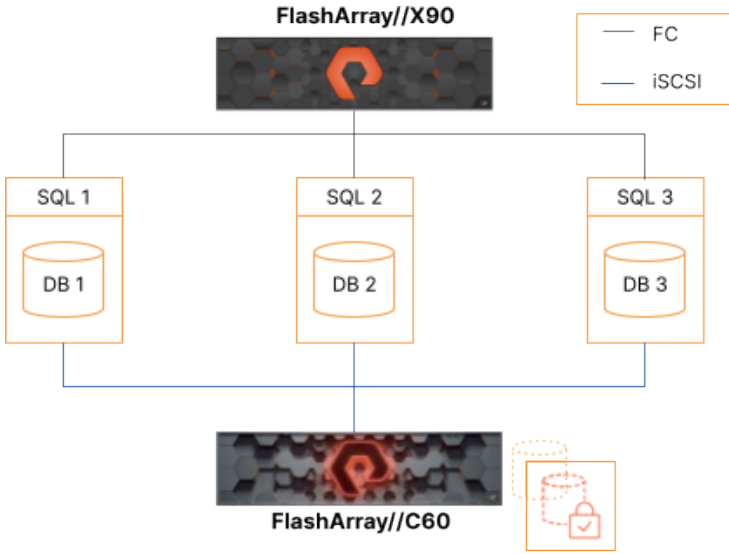 FlashArray//X90
FC
iSCSI
SQL 1
SQL 2
SQL 3
DB 1
DB 2
DB 3
FlashArray//C60